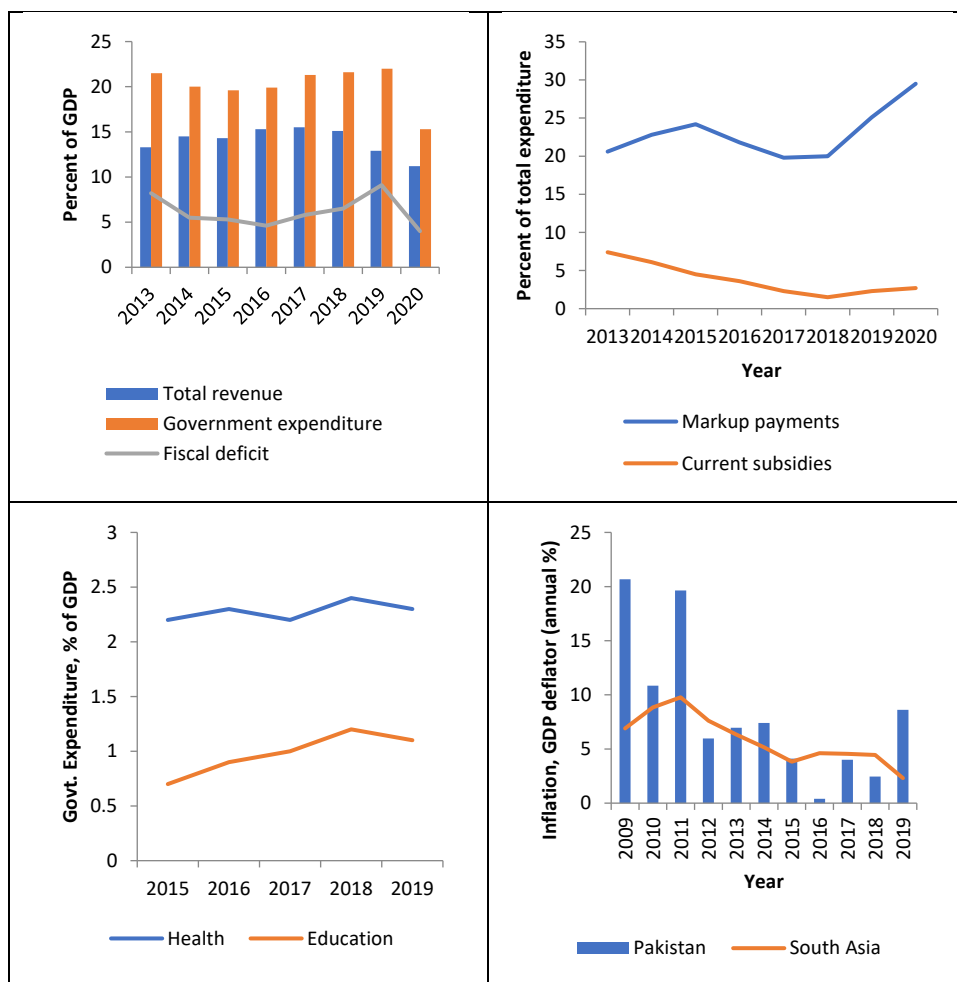 Percent of GDP
25
20
15
10
5
0
2013 2014 2015 2016 2017 2018 2019 2020
Total revenue
Government expenditure
Fiscal deficit
Percent of total expenditure
35
30
25
20
15
10
5
0
2013 2014 2015 2016 2017 2018 2019 2020
Year
Markup payments
Current subsidies
Govt. Expenditure, % of GDP
3
2.5
2
1.5
1
0.5
0
2015 2016 2017 2018 2019
Health Education
Inflation, GDP deflator (annual %)
25
20
15
10
5
0
2009 2010 2011 2012 2013 2014 2015 2016 2017 2018 2019
Year
Pakistan South Asia